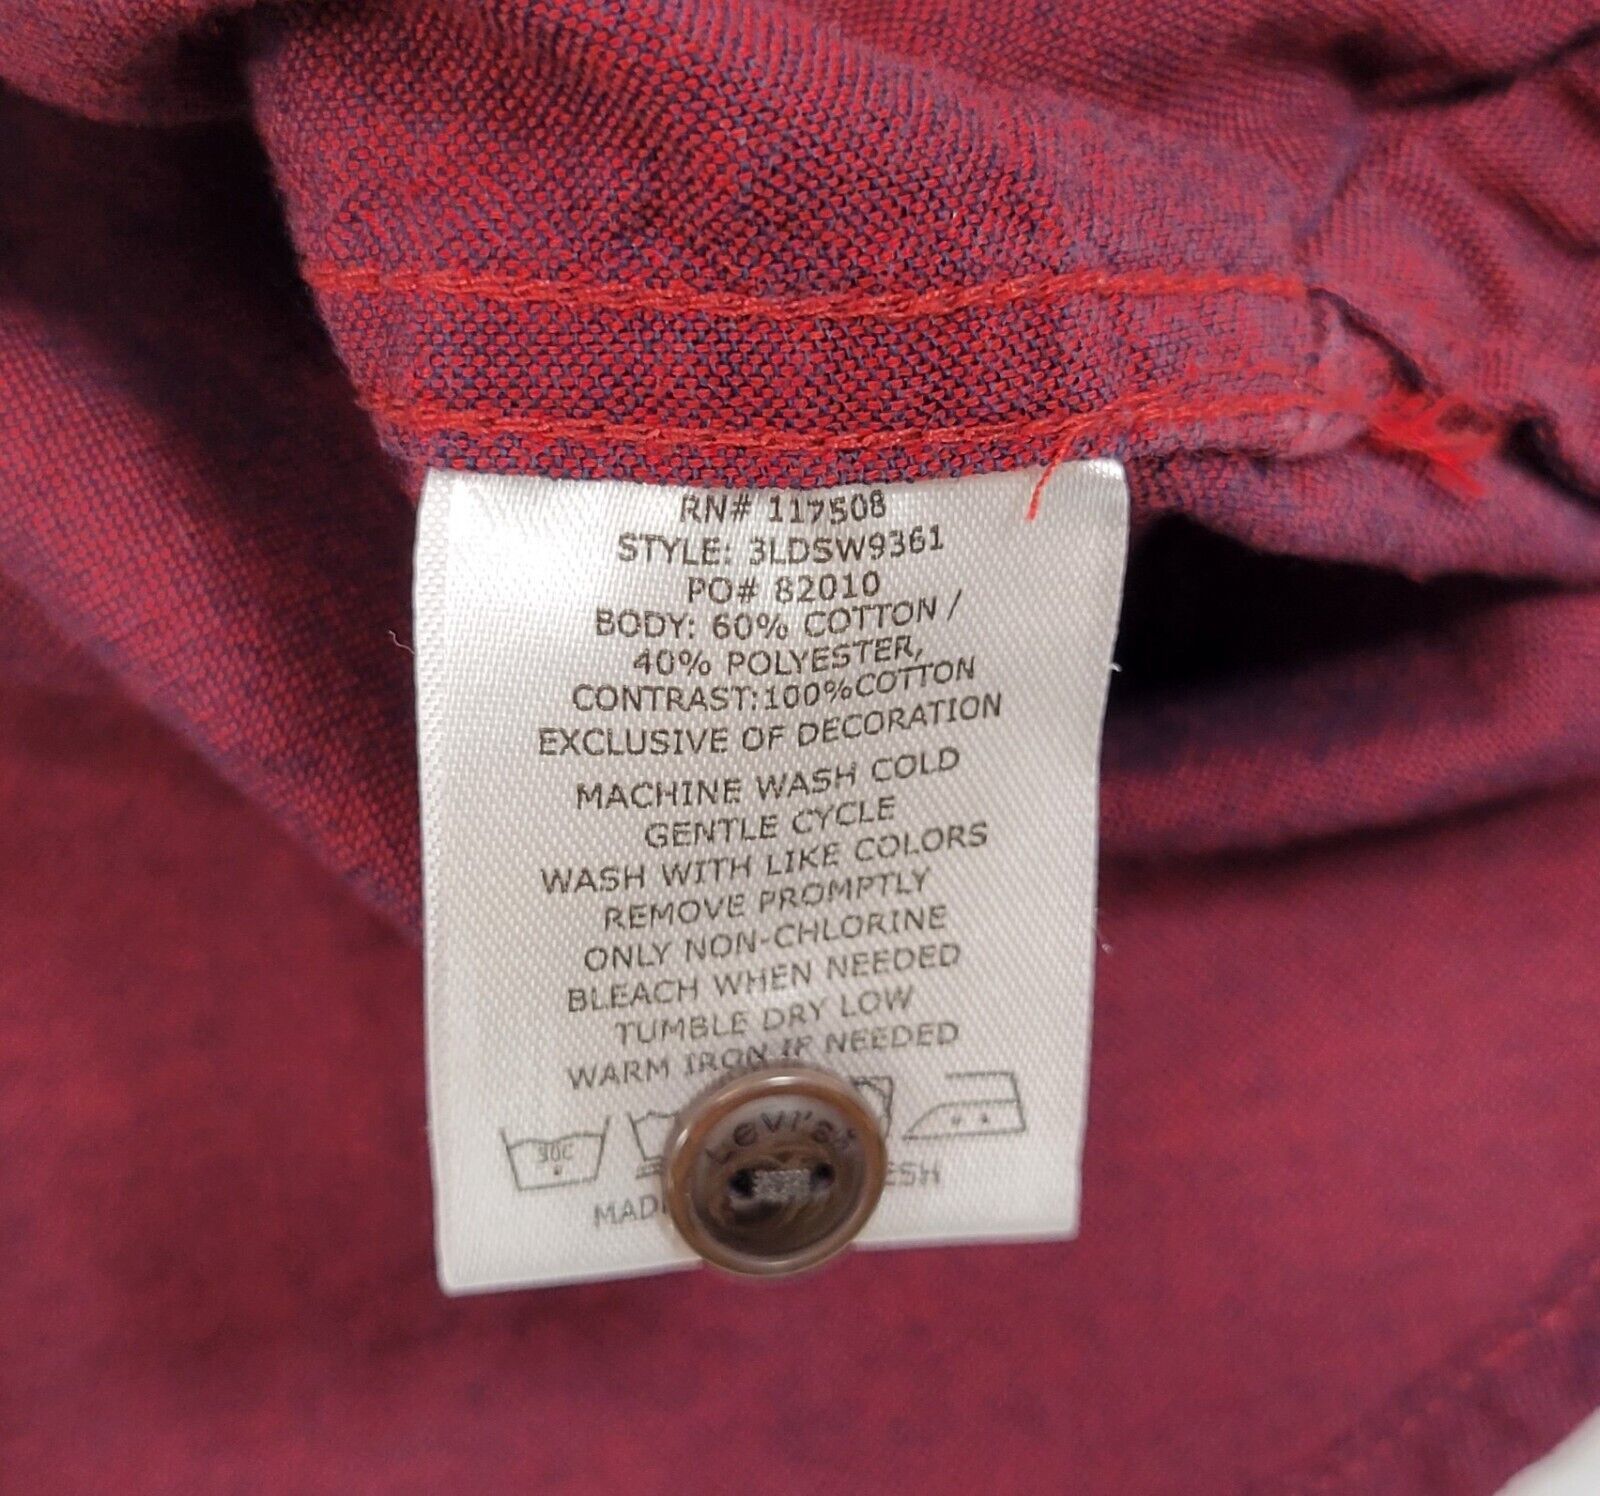 RN# 117508
STYLE: 3LDSW9361
PO# 82010
BODY: 60% COTTON /
40% POLYESTER,
CONTRAST:100%COTTON
EXCLUSIVE OF DECORATION
MACHINE WASH COLD
GENTLE CYCLE
WASH WITH LIKE COLORS
REMOVE PROMPTLY
ONLY NON-CHLORINE
BLEACH WHEN NEEDED
TUMBLE DRY LOW
WARM IRON IF NEEDED
30C
Levi's